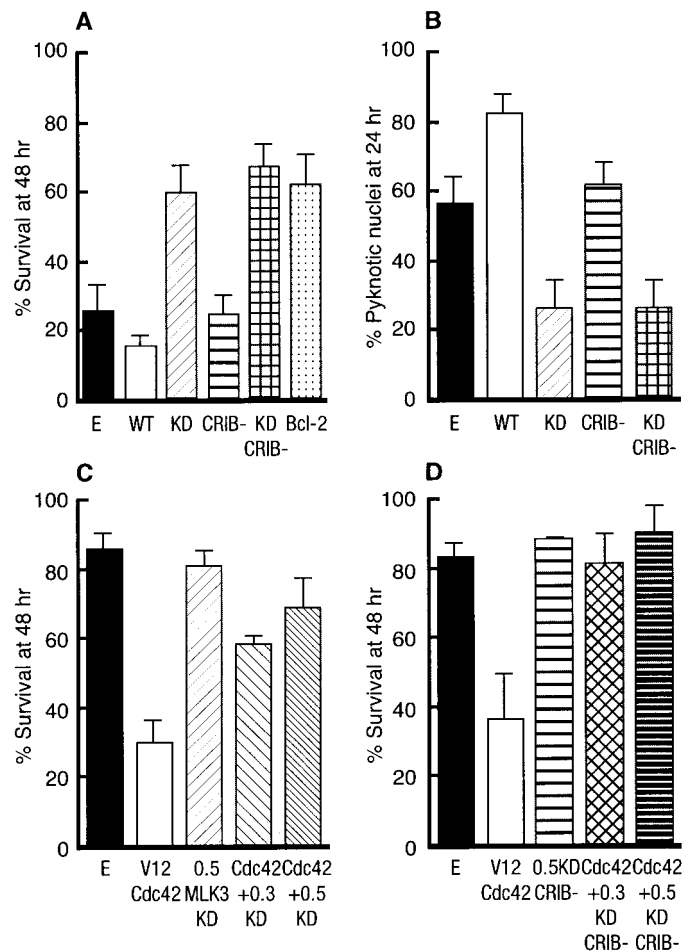 A
% Survival at 48 hr
100
80
60
40
20
0
E WT KD CRIB- KD Bcl-2
CRIB-
B
% Pyknotic nuclei at 24 hr
100
80
60
40
20
0
E WT KD CRIB- KD
CRIB-
C
% Survival at 48 hr
100
80
60
40
20
0
E V12 0.5 Cdc42 Cdc42
Cdc42 MLK3 +0.3 +0.5
KD KD KD
D
% Survival at 48 hr
100
80
60
40
20
0
E V12 0.5KD Cdc42 Cdc42
Cdc42 CRIB- +0.3 +0.5
KD KD
CRIB- CRIB-